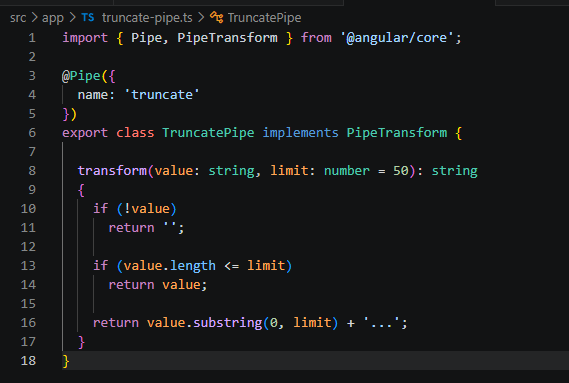 src > app > TS truncate-pipe.ts > TruncatePipe
1 import { Pipe, PipeTransform } from '@angular/core';
2
3 @Pipe({
4   name: 'truncate'
5 })
6 export class TruncatePipe implements PipeTransform {
7
8   transform(value: string, limit: number = 50): string
9   {
10     if (!value)
11       return '';
12
13     if (value.length <= limit)
14       return value;
15
16     return value.substring(0, limit) + '...';
17   }
18 }